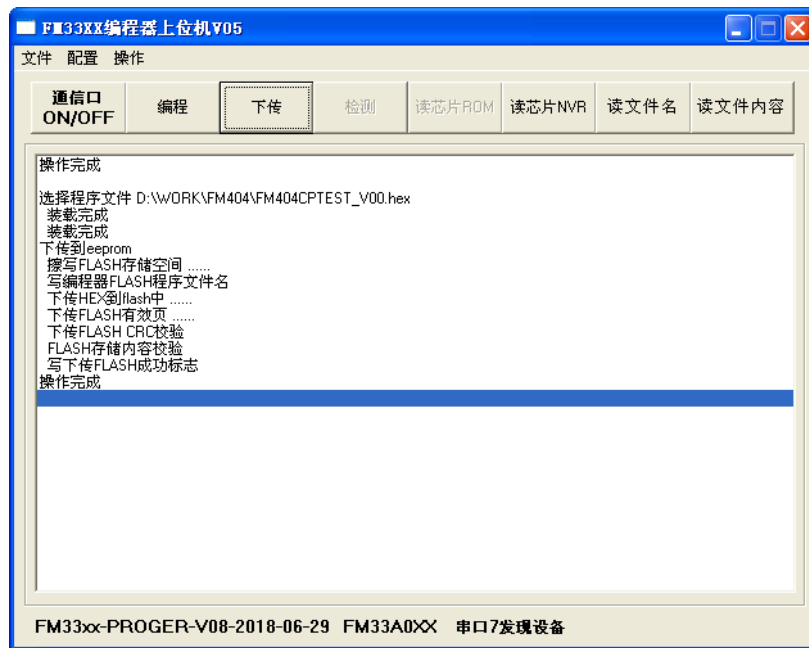 FM33XX编程器上位机V05
文件 配置 操作
通信口 ON/OFF 编程 下传 检测 读芯片ROM 读芯片NVR 读文件名 读文件内容
操作完成
选择程序文件 D:\WORK\FM404\FM404CPTEST_V00.hex
装载完成
装载完成
下传到eeprom
擦写FLASH存储空间 ......
写编程器FLASH程序文件名
下传HEX到flash中 ......
下传FLASH有效页 ......
下传FLASH CRC校验
FLASH存储内容校验
写下传FLASH成功标志
操作完成
FM33xx-PROGER-V08-2018-06-29 FM33A0XX 串口7发现设备